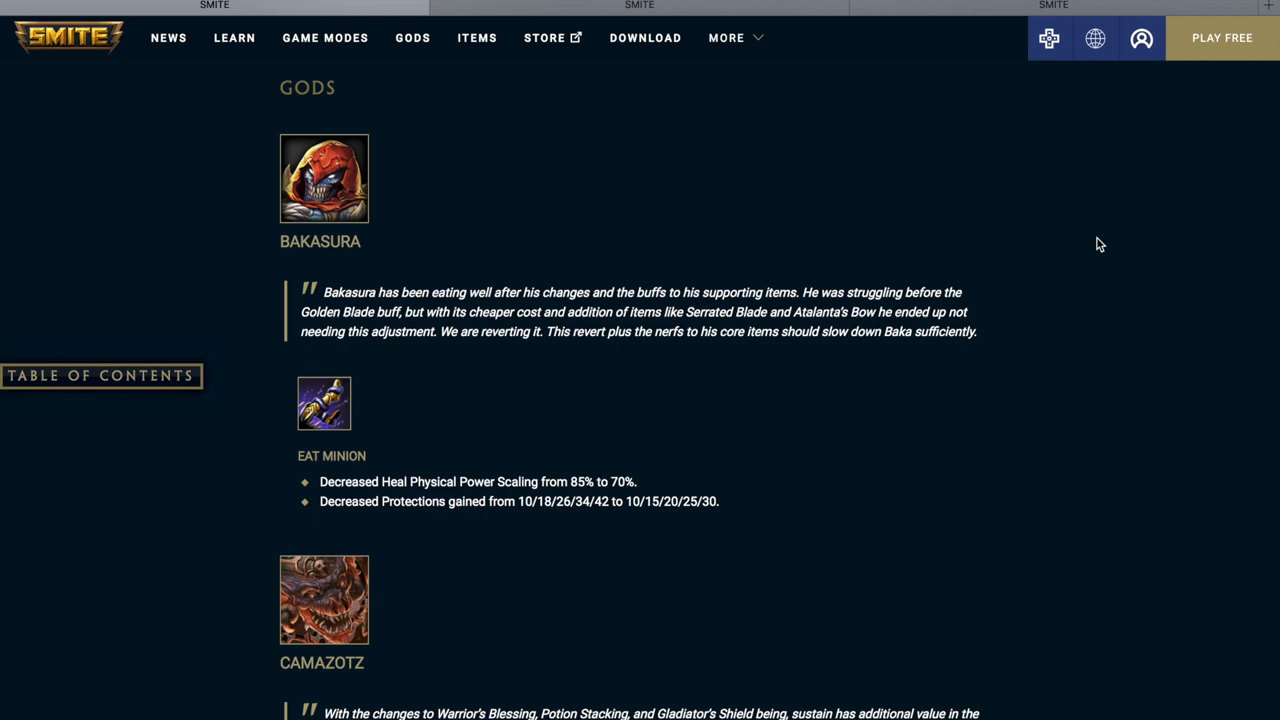 SMITE
SMITE
SMITE
SMITE
NEWS
LEARN
GAME MODES
GODS
ITEMS
STORE
DOWNLOAD
MORE
PLAY FREE
GODS
BAKASURA
" Bakasura has been eating well after his changes and the buffs to his supporting items. He was struggling before the
Golden Blade buff, but with its cheaper cost and addition of items like Serrated Blade and Atalanta's Bow he ended up not
needing this adjustment. We are reverting it. This revert plus the nerfs to his core items should slow down Baka sufficiently.
TABLE OF CONTENTS
EAT MINION
Decreased Heal Physical Power Scaling from 85% to 70%.
Decreased Protections gained from 10/18/26/34/42 to 10/15/20/25/30.
CAMAZOTZ
" With the changes to Warrior's Blessing, Potion Stacking, and Gladiator's Shield being, sustain has additional value in the